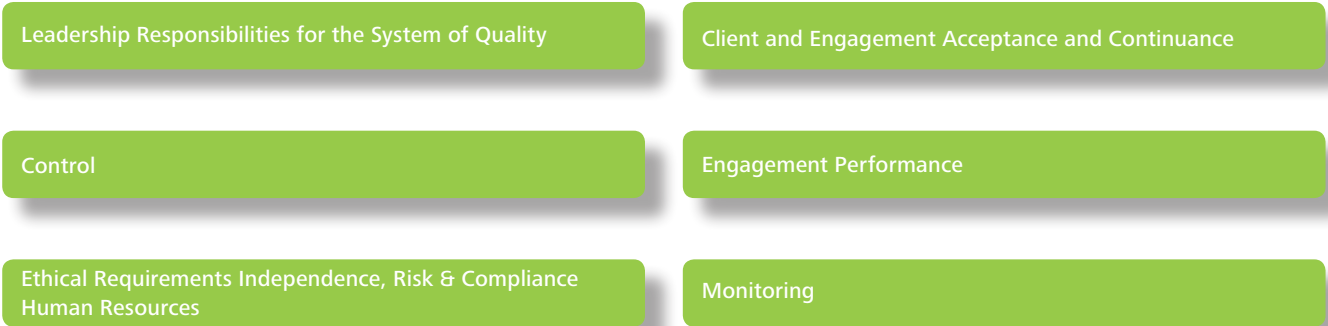 Leadership Responsibilities for the System of Quality
Client and Engagement Acceptance and Continuance
Control
Engagement Performance
Ethical Requirements Independence, Risk & Compliance
Human Resources
Monitoring